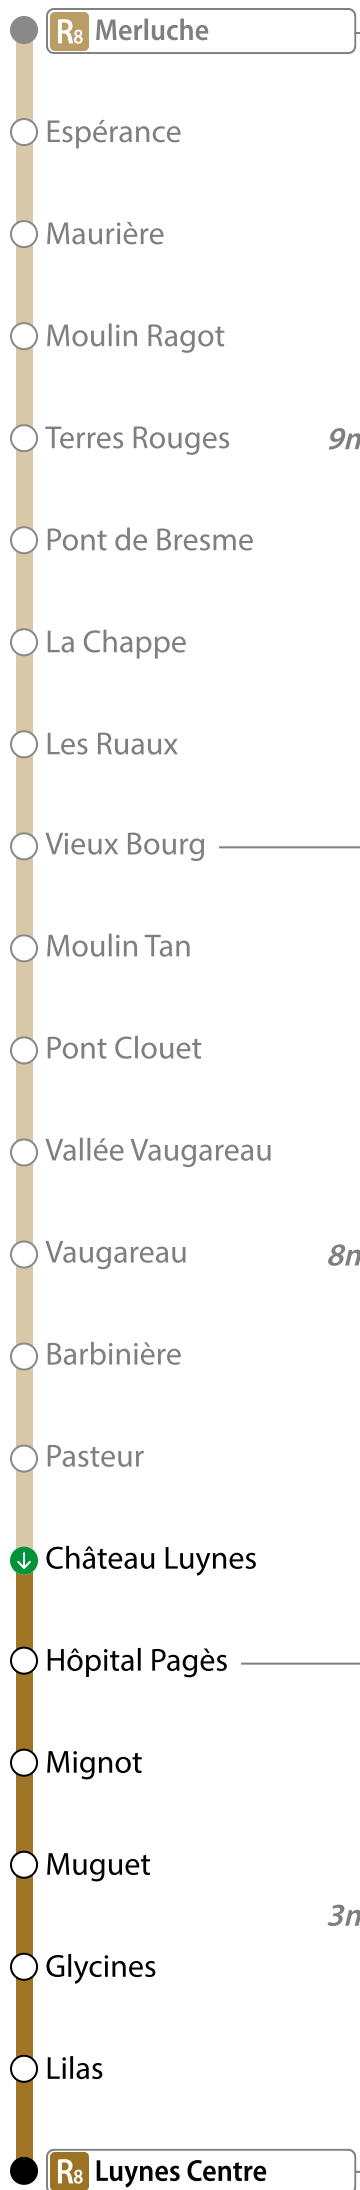 R8 Merluche
Espérance
Maurière
Moulin Ragot
Terres Rouges
Pont de Bresme
La Chappe
Les Ruaux
Vieux Bourg
Moulin Tan
Pont Clouet
Vallée Vaugareau
Vaugareau
Barbinière
Pasteur
Château Luynes
Hôpital Pagès
Mignot
Muguet
Glycines
Lilas
R8 Luynes Centre